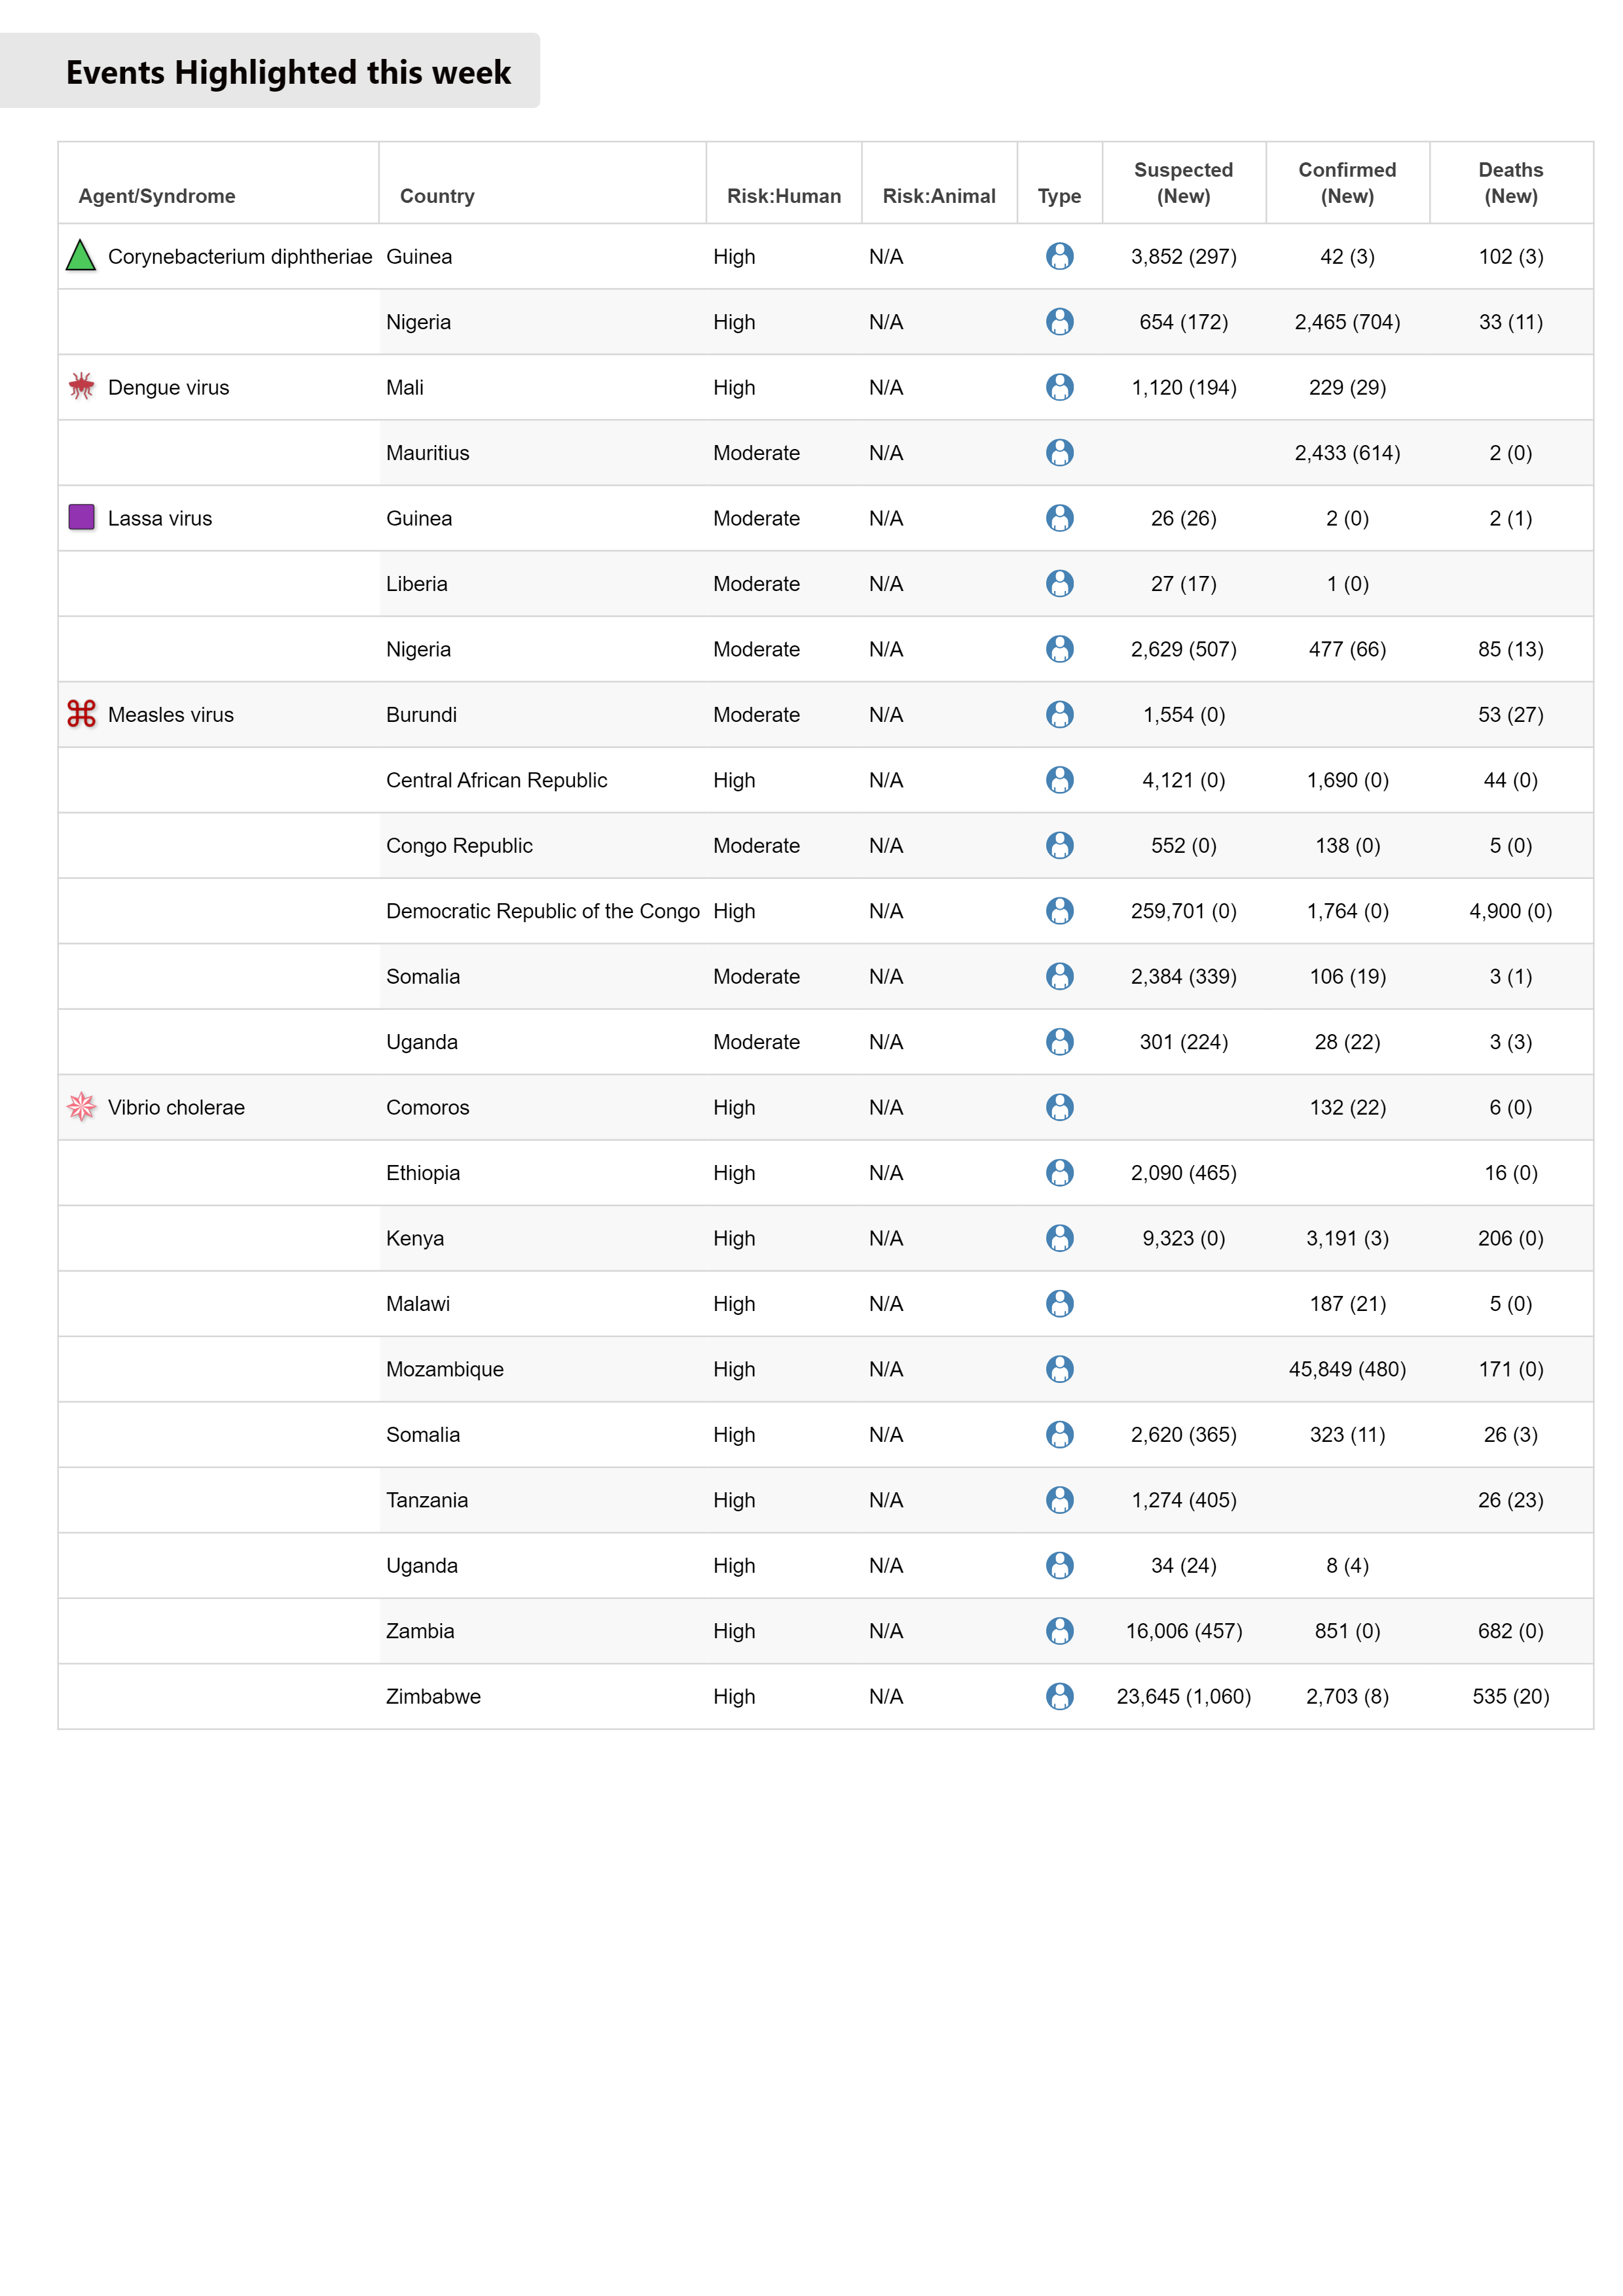 Events Highlighted this week
Agent/Syndrome Country Risk:Human Risk:Animal Type Suspected (New) Confirmed (New) Deaths (New)
Corynebacterium diphtheriae Guinea High N/A 3,852 (297) 42 (3) 102 (3)
Nigeria High N/A 654 (172) 2,465 (704) 33 (11)
Dengue virus Mali High N/A 1,120 (194) 229 (29)
Mauritius Moderate N/A 2,433 (614) 2 (0)
Lassa virus Guinea Moderate N/A 26 (26) 2 (0) 2 (1)
Liberia Moderate N/A 27 (17) 1 (0)
Nigeria Moderate N/A 2,629 (507) 477 (66) 85 (13)
Measles virus Burundi Moderate N/A 1,554 (0) 53 (27)
Central African Republic High N/A 4,121 (0) 1,690 (0) 44 (0)
Congo Republic Moderate N/A 552 (0) 138 (0) 5 (0)
Democratic Republic of the Congo High N/A 259,701 (0) 1,764 (0) 4,900 (0)
Somalia Moderate N/A 2,384 (339) 106 (19) 3 (1)
Uganda Moderate N/A 301 (224) 28 (22) 3 (3)
Vibrio cholerae Comoros High N/A 132 (22) 6 (0)
Ethiopia High N/A 2,090 (465) 16 (0)
Kenya High N/A 9,323 (0) 3,191 (3) 206 (0)
Malawi High N/A 187 (21) 5 (0)
Mozambique High N/A 45,849 (480) 171 (0)
Somalia High N/A 2,620 (365) 323 (11) 26 (3)
Tanzania High N/A 1,274 (405) 26 (23)
Uganda High N/A 34 (24) 8 (4)
Zambia High N/A 16,006 (457) 851 (0) 682 (0)
Zimbabwe High N/A 23,645 (1,060) 2,703 (8) 535 (20)